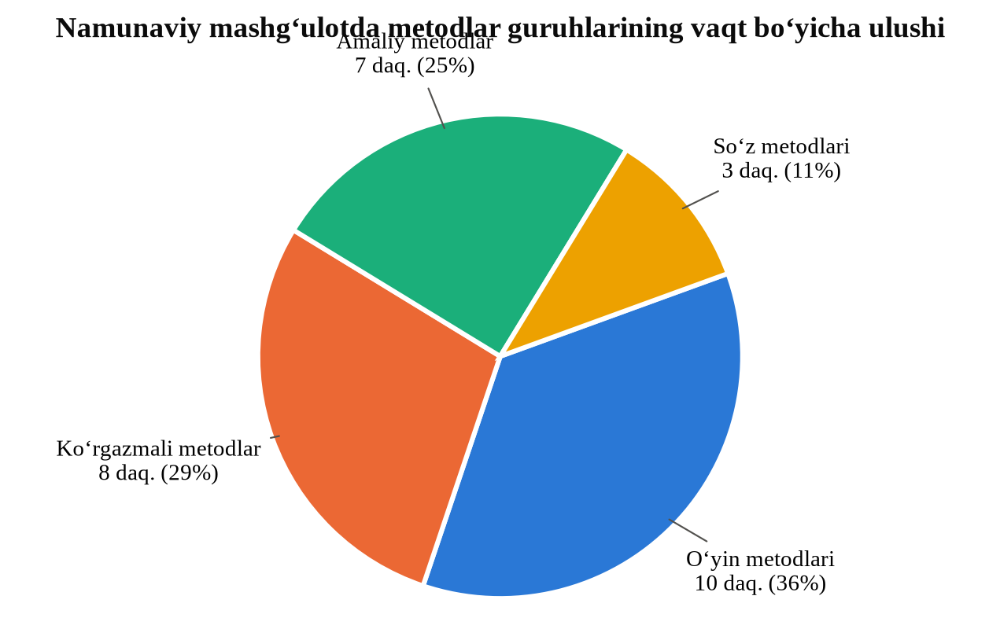 Namunaviy mashg‘ulotda metodlar guruhlarining vaqt bo‘yicha ulushi
Amaliy metodlar
7 daq. (25%)
So‘z metodlari
3 daq. (11%)
Ko‘rgazmali metodlar
8 daq. (29%)
O‘yin metodlari
10 daq. (36%)